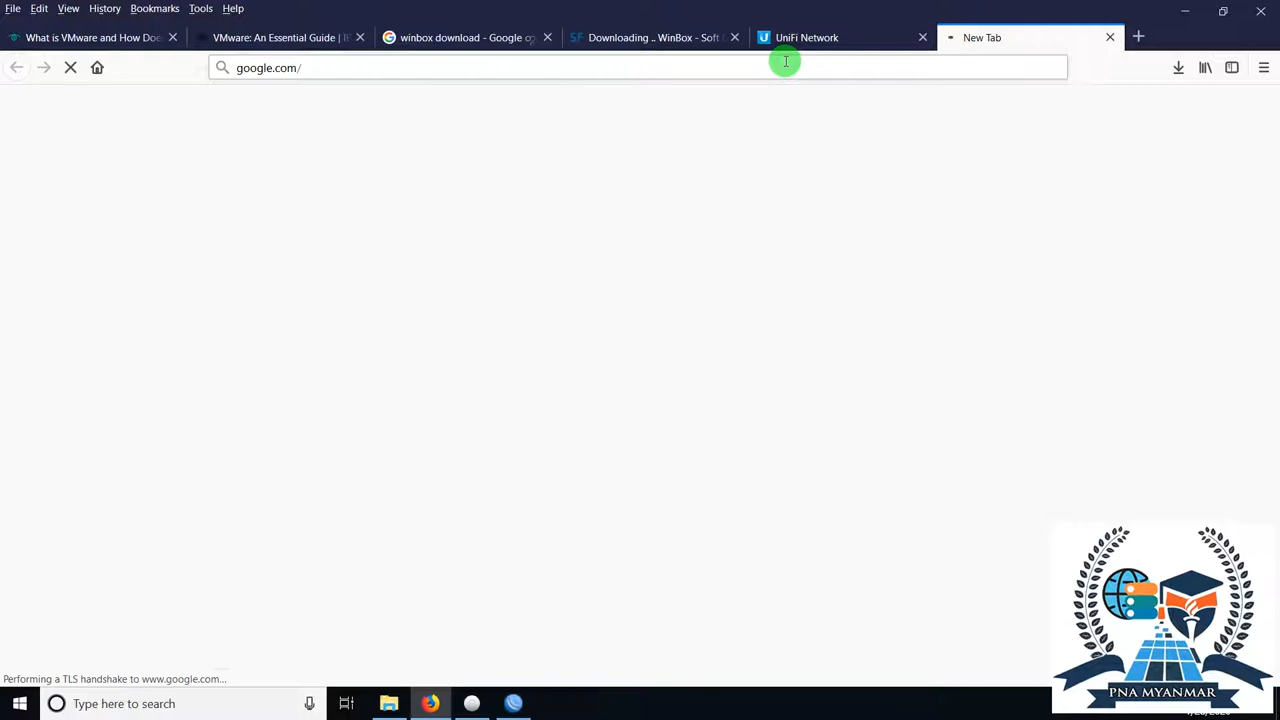 File Edit View History Bookmarks Tools Help
What is VMware and How Doe
VMware: An Essential Guide | I
winbox download - Google
Downloading .. WinBox - Soft
UniFi Network
New Tab
google.com/
Performing a TLS handshake to www.google.com...
Type here to search
PNA MYANMAR